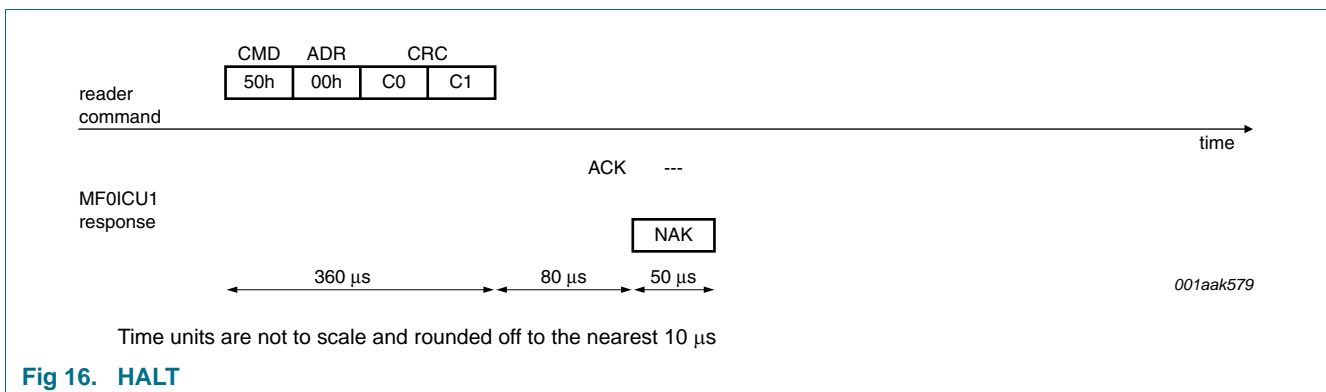 CMD ADR CRC
50h 00h C0 C1
reader
command
time
ACK ---
MF0ICU1
response
NAK
360 μs 80 μs 50 μs
001aak579
Time units are not to scale and rounded off to the nearest 10 μs
Fig 16. HALT